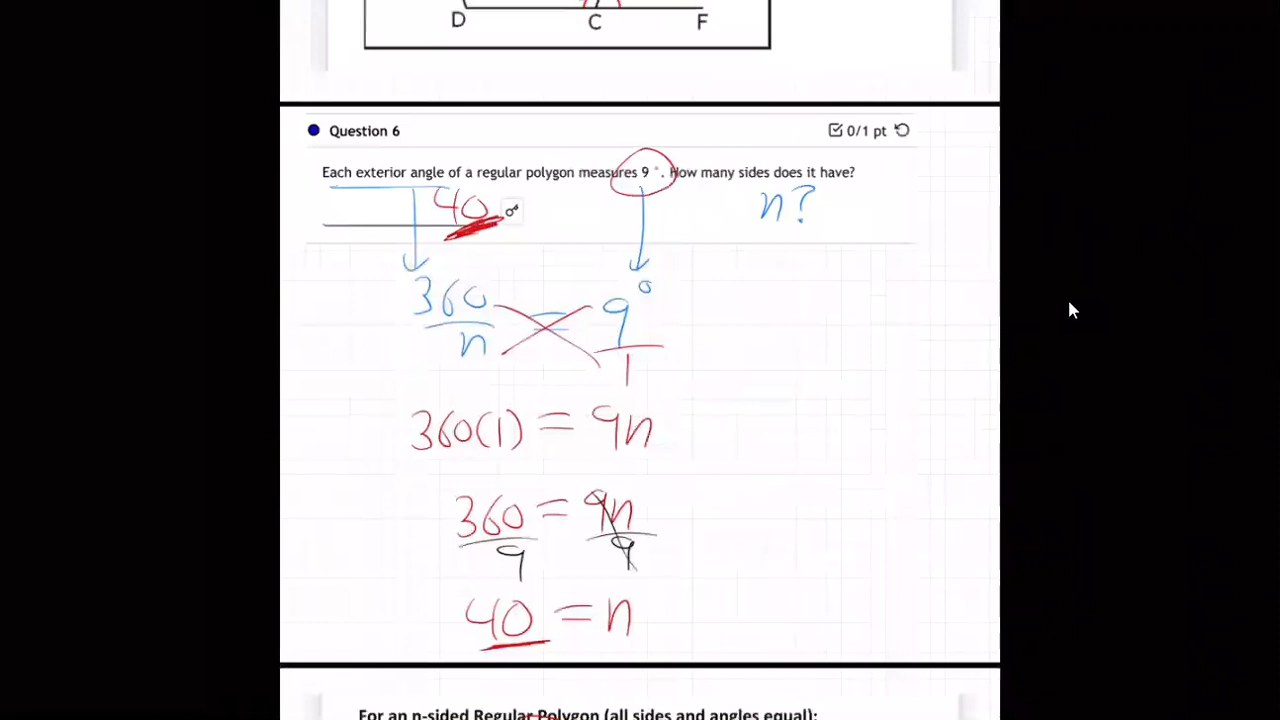 D C F
Question 6
0/1 pt
Each exterior angle of a regular polygon measures 9 °. How many sides does it have?
40
n?
360/n = 9°/1
360(1) = 9n
360/9 = 9n/9
40 = n
For an n-sided Regular Polygon (all sides and angles equal):